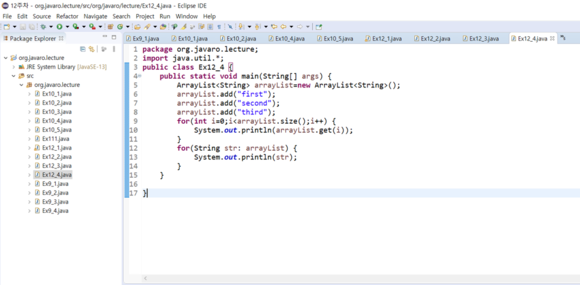 12주차 - org.javaro.lecture/src/org/javaro/lecture/Ex12_4.java - Eclipse IDE
File Edit Source Refactor Navigate Search Project Run Window Help
Package Explorer
Ex9_1.java Ex10_1.java Ex10_2.java Ex10_4.java Ex10_5.java Ex12_1.java Ex12_2.java Ex12_3.java Ex12_4.java
org.javaro.lecture
JRE System Library [JavaSE-13]
src
org.javaro.lecture
Ex10_1.java
Ex10_2.java
Ex10_3.java
Ex10_4.java
Ex10_5.java
Ex111.java
Ex12_1.java
Ex12_2.java
Ex12_3.java
Ex12_4.java
Ex9_1.java
Ex9_2.java
Ex9_3.java
Ex9_4.java
1 package org.javaro.lecture;
2 import java.util.*;
3 public class Ex12_4 {
4 public static void main(String[] args) {
5 ArrayList<String> arrayList=new ArrayList<String>();
6 arrayList.add("first");
7 arrayList.add("second");
8 arrayList.add("third");
9 for(int i=0;i<arrayList.size();i++) {
10 System.out.println(arrayList.get(i));
11 }
12 for(String str: arrayList) {
13 System.out.println(str);
14 }
15 }
16
17 }